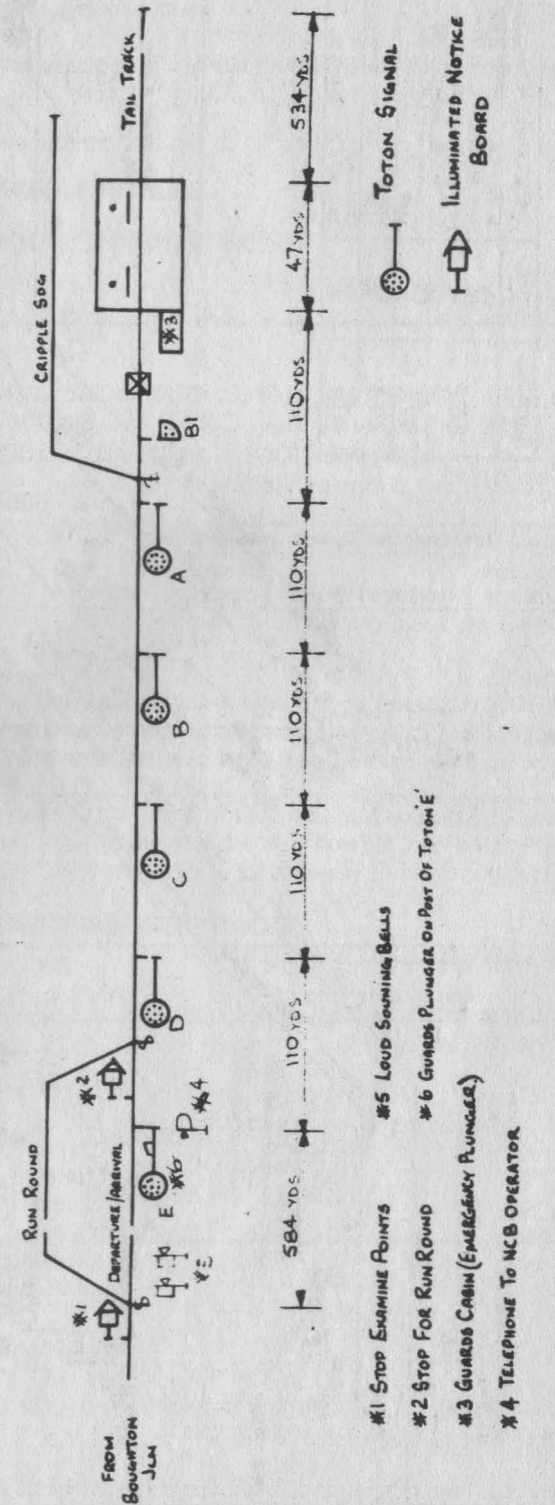 FROM
BOUGHTON
JCN
RUN ROUND
DEPARTURE/ARRIVAL
CRIPPLE SDG
TAIL TRACK
*1
*2
*5
*6
*4
E
D
C
B
A
B1
*3
584 YDS
110 YDS
110 YDS
110 YDS
110 YDS
110 YDS
47 YDS
534 YDS
*1 STOP EXAMINE POINTS
*2 STOP FOR RUN ROUND
*3 GUARDS CABIN (EMERGENCY PLUNGER)
*4 TELEPHONE TO NCB OPERATOR
*5 LOUD SOUNDING BELLS
*6 GUARDS PLUNGER ON POST OF TOTON 'E'
TOTON SIGNAL
ILLUMINATED NOTICE
BOARD